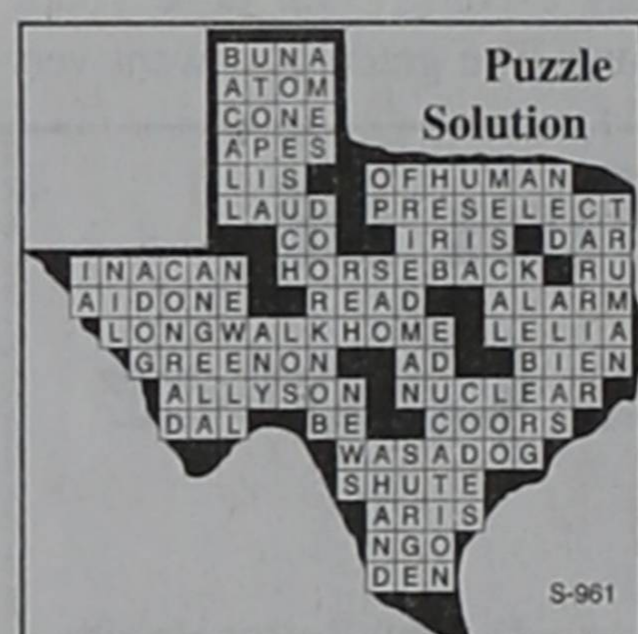 Puzzle
Solution
BUNA
ATOM
CONE
APES
LIS OFHUMAN
LAUD PRESELECT
CO IRIS DAR
INACAN HORSEBACK RU
AIDONE READ ALARM
LONGWALKHOME LELIA
GREENON AD BIEN
ALLYSON NUCLEAR
DAL BE COORS
WASADOG
SHUTE
ARIS
NGO
DEN
S-961